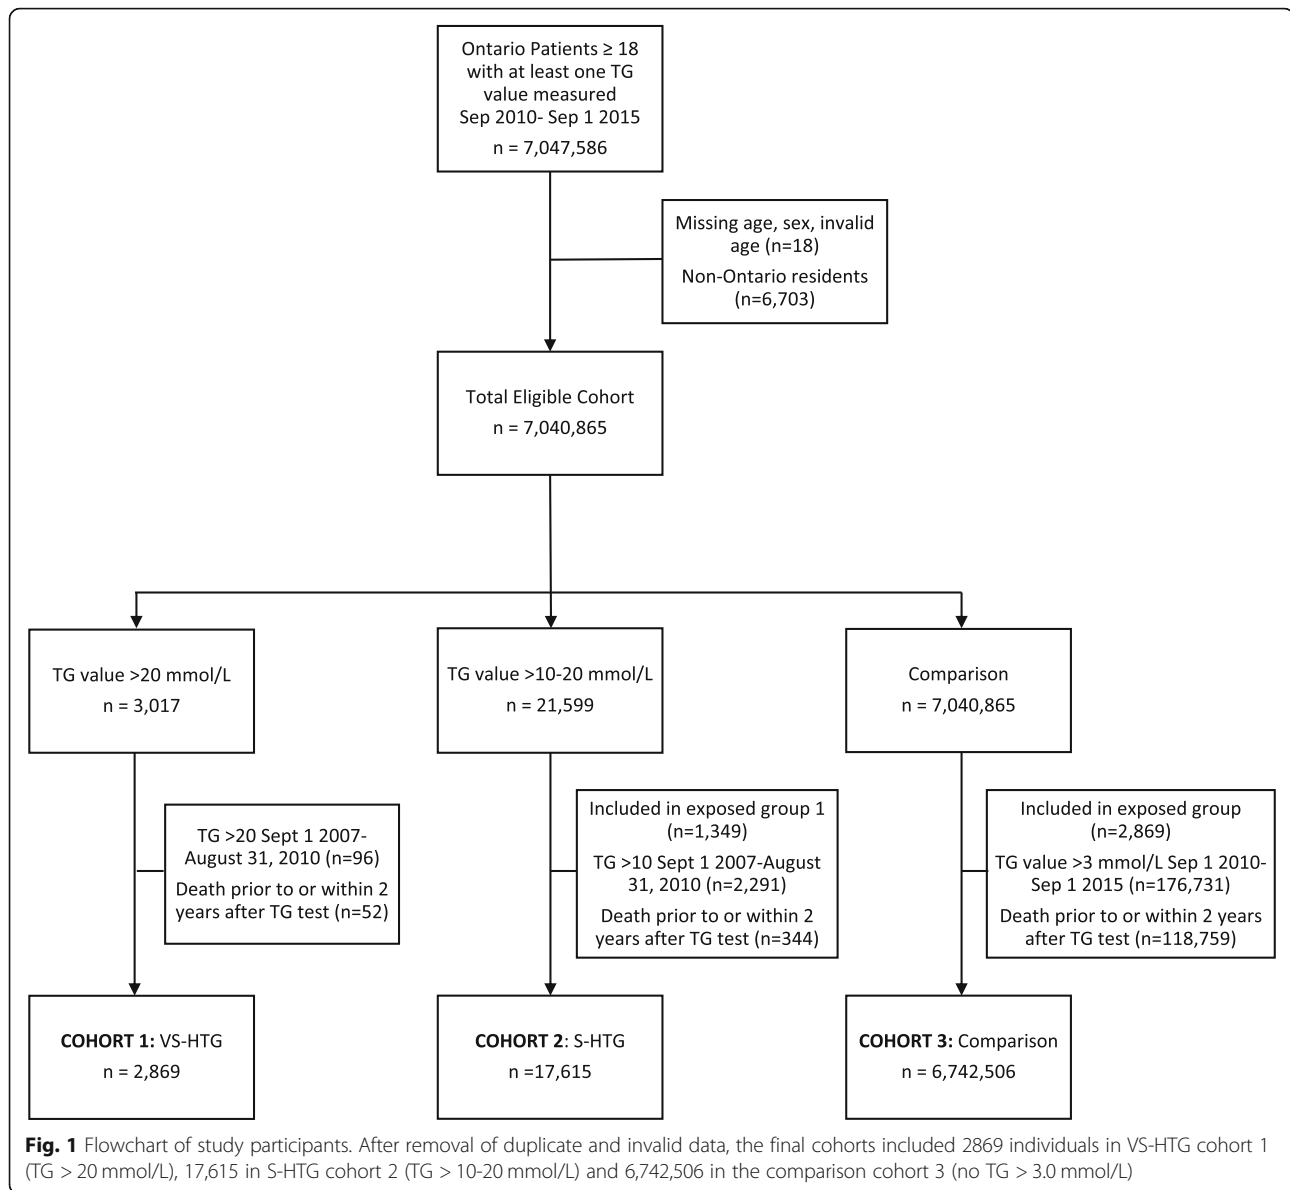 Ontario Patients ≥ 18
with at least one TG
value measured
Sep 2010- Sep 1 2015
n = 7,047,586
Missing age, sex, invalid
age (n=18)
Non-Ontario residents
(n=6,703)
Total Eligible Cohort
n = 7,040,865
TG value >20 mmol/L
n = 3,017
TG value >10-20 mmol/L
n = 21,599
Comparison
n = 7,040,865
TG >20 Sept 1 2007-
August 31, 2010 (n=96)
Death prior to or within 2
years after TG test (n=52)
Included in exposed group 1
(n=1,349)
TG >10 Sept 1 2007-August
31, 2010 (n=2,291)
Death prior to or within 2
years after TG test (n=344)
Included in exposed group
(n=2,869)
TG value >3 mmol/L Sep 1 2010-
Sep 1 2015 (n=176,731)
Death prior to or within 2 years
after TG test (n=118,759)
COHORT 1: VS-HTG
n = 2,869
COHORT 2: S-HTG
n =17,615
COHORT 3: Comparison
n = 6,742,506
Fig. 1 Flowchart of study participants. After removal of duplicate and invalid data, the final cohorts included 2869 individuals in VS-HTG cohort 1
(TG > 20 mmol/L), 17,615 in S-HTG cohort 2 (TG > 10-20 mmol/L) and 6,742,506 in the comparison cohort 3 (no TG > 3.0 mmol/L)